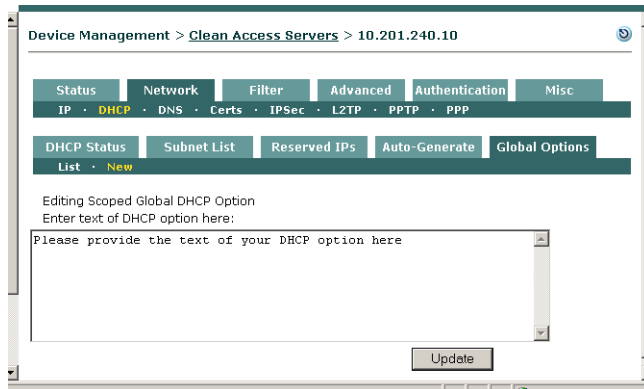 Device Management > Clean Access Servers > 10.201.240.10
Status Network Filter Advanced Authentication Misc
IP · DHCP · DNS · Certs · IPSec · L2TP · PPTP · PPP
DHCP Status Subnet List Reserved IPs Auto-Generate Global Options
List · New
Editing Scoped Global DHCP Option
Enter text of DHCP option here:
Please provide the text of your DHCP option here
Update